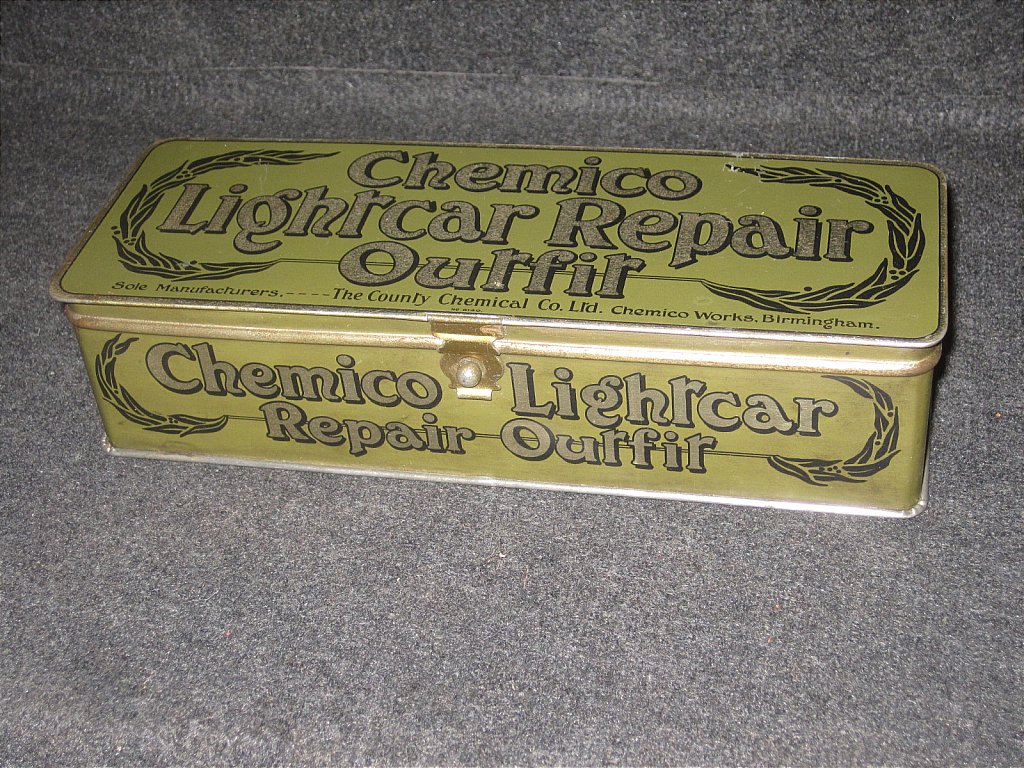 Chemico
Lightcar Repair
Outfit
Sole Manufacturers, ---- The County Chemical Co. Ltd. Chemico Works, Birmingham.
Chemico Lightcar
Repair Outfit